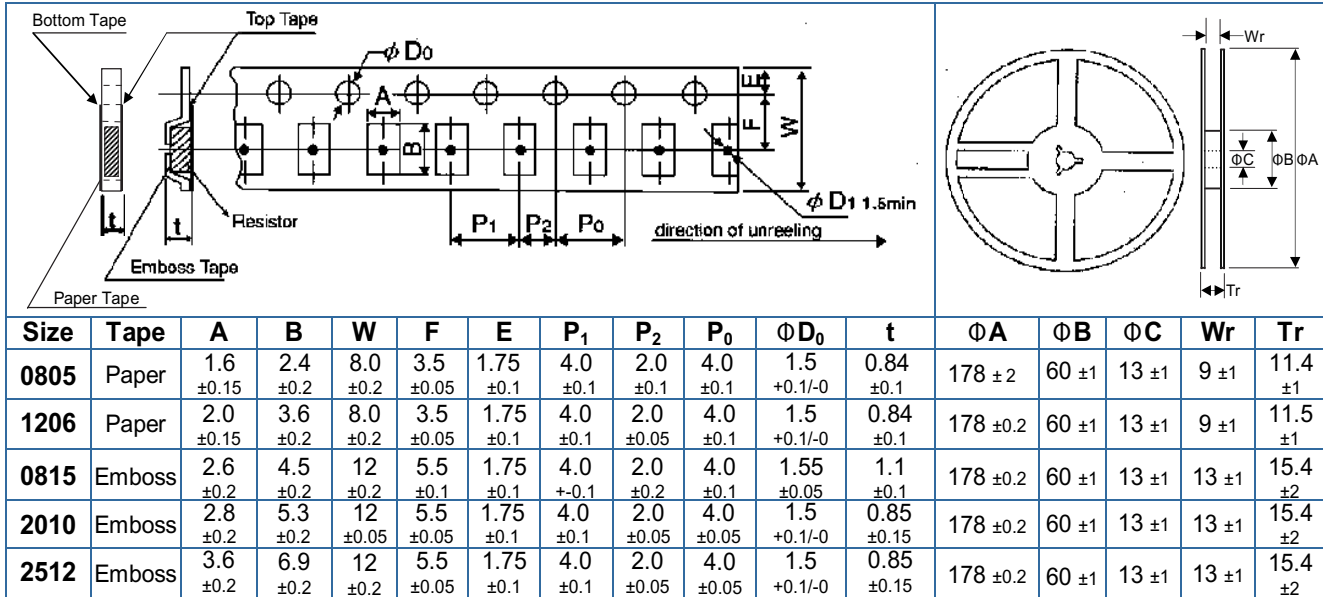 Bottom Tape
Top Tape
ϕ D0
A
B
E
F
W
t
t
Resistor
P1
P2
P0
ϕ D1 1.5min
direction of unreeling
Emboss Tape
Paper Tape
Wr
ΦC
ΦB
ΦA
Tr
Size Tape A B W F E P1 P2 P0 ΦD0 t ΦA ΦB ΦC Wr Tr
0805 Paper 1.6 ±0.15 2.4 ±0.2 8.0 ±0.2 3.5 ±0.05 1.75 ±0.1 4.0 ±0.1 2.0 ±0.1 4.0 ±0.1 1.5 +0.1/-0 0.84 ±0.1 178 ± 2 60 ±1 13 ±1 9 ±1 11.4 ±1
1206 Paper 2.0 ±0.15 3.6 ±0.2 8.0 ±0.2 3.5 ±0.05 1.75 ±0.1 4.0 ±0.1 2.0 ±0.05 4.0 ±0.1 1.5 +0.1/-0 0.84 ±0.1 178 ±0.2 60 ±1 13 ±1 9 ±1 11.5 ±1
0815 Emboss 2.6 ±0.2 4.5 ±0.2 12 ±0.2 5.5 ±0.1 1.75 ±0.1 4.0 +-0.1 2.0 ±0.2 4.0 ±0.1 1.55 ±0.05 1.1 ±0.1 178 ±0.2 60 ±1 13 ±1 13 ±1 15.4 ±2
2010 Emboss 2.8 ±0.2 5.3 ±0.2 12 ±0.05 5.5 ±0.05 1.75 ±0.1 4.0 ±0.1 2.0 ±0.05 4.0 ±0.05 1.5 +0.1/-0 0.85 ±0.15 178 ±0.2 60 ±1 13 ±1 13 ±1 15.4 ±2
2512 Emboss 3.6 ±0.2 6.9 ±0.2 12 ±0.2 5.5 ±0.05 1.75 ±0.1 4.0 ±0.1 2.0 ±0.05 4.0 ±0.05 1.5 +0.1/-0 0.85 ±0.15 178 ±0.2 60 ±1 13 ±1 13 ±1 15.4 ±2